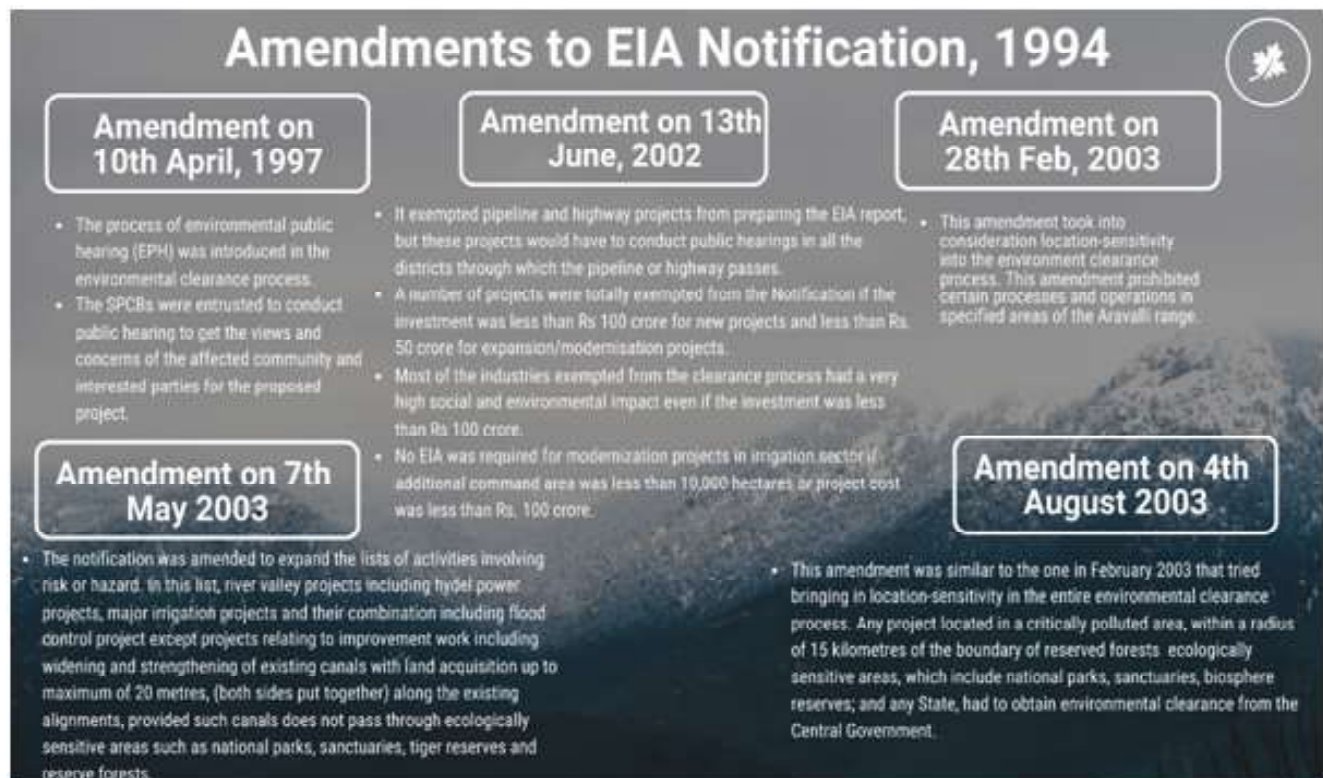 Amendments to EIA Notification, 1994
Amendment on
10th April, 1997
• The process of environmental public
hearing (EPH) was introduced in the
environmental clearance process.
• The SPCBs were entrusted to conduct
public hearing to get the views and
concerns of the affected community and
interested parties for the proposed
project.
Amendment on 13th
June, 2002
• It exempted pipeline and highway projects from preparing the EIA report,
but these projects would have to conduct public hearings in all the
districts through which the pipeline or highway passes.
• A number of projects were totally exempted from the Notification if the
investment was less than Rs 100 crore for new projects and less than Rs.
50 crore for expansion/modernisation projects.
• Most of the industries exempted from the clearance process had a very
high social and environmental impact even if the investment was less
than Rs 100 crore.
• No EIA was required for modernization projects in irrigation sector if
additional command area was less than 10,000 hectares or project cost
was less than Rs. 100 crore.
Amendment on
28th Feb, 2003
• This amendment took into
consideration location-sensitivity
into the environment clearance
process. This amendment prohibited
certain processes and operations in
specified areas of the Aravalli range.
Amendment on 7th
May 2003
• The notification was amended to expand the lists of activities involving
risk or hazard. In this list, river valley projects including hydel power
projects, major irrigation projects and their combination including flood
control project except projects relating to improvement work including
widening and strengthening of existing canals with land acquisition up to
maximum of 20 metres, (both sides put together) along the existing
alignments, provided such canals does not pass through ecologically
sensitive areas such as national parks, sanctuaries, tiger reserves and
reserve forests.
Amendment on 4th
August 2003
• This amendment was similar to the one in February 2003 that tried
bringing in location-sensitivity in the entire environmental clearance
process. Any project located in a critically polluted area, within a radius
of 15 kilometres of the boundary of reserved forests ecologically
sensitive areas, which include national parks, sanctuaries, biosphere
reserves; and any State, had to obtain environmental clearance from the
Central Government.